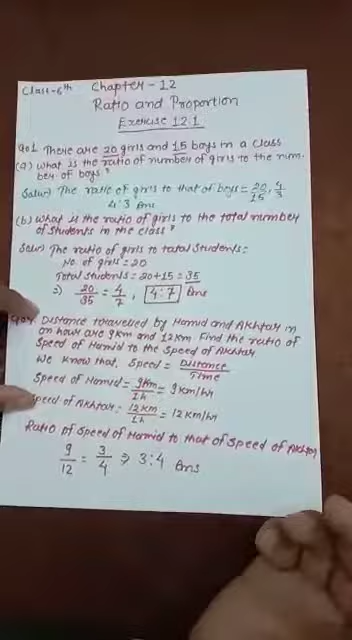 Class-6th Chapter-12
Ratio and Proportion
Exercise 12.1
Q01 There are 20 girls and 15 boys in a class
(a) what is the ratio of number of girls to the num-
ber of boys?
Solun) The ratio of girls to that of boys = 20/15, 4/3
4:3 Ans
(b) What is the ratio of girls to the total number
of students in the class?
Solun) The ratio of girls to total students =
No. of girls = 20
Total Students = 20+15 = 35
⇒) 20/35 = 4/7, 4:7 Ans
Distance travelled by Hamid and Akhtar in
an hour are 9km and 12km Find the ratio of
Speed of Hamid to the Speed of Akhtar
We know that, Speed = Distance/Time
Speed of Hamid = 9Km/1h = 9km/hr
Speed of Akhtar = 12km/1h = 12km/hr
Ratio of Speed of Hamid to that of Speed of Akhtar
9/12 = 3/4 ⇒ 3:4 Ans